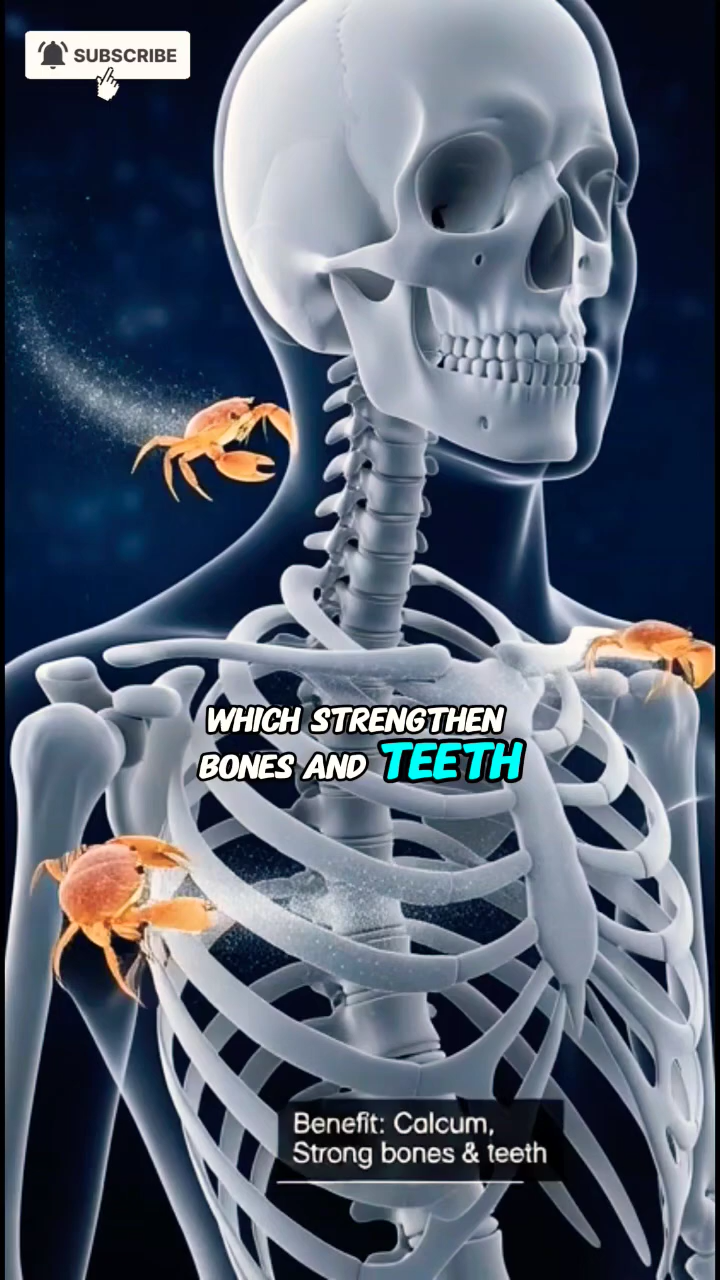 SUBSCRIBE
WHICH STRENGTHEN
BONES AND TEETH
Benefit: Calcum,
Strong bones & teeth